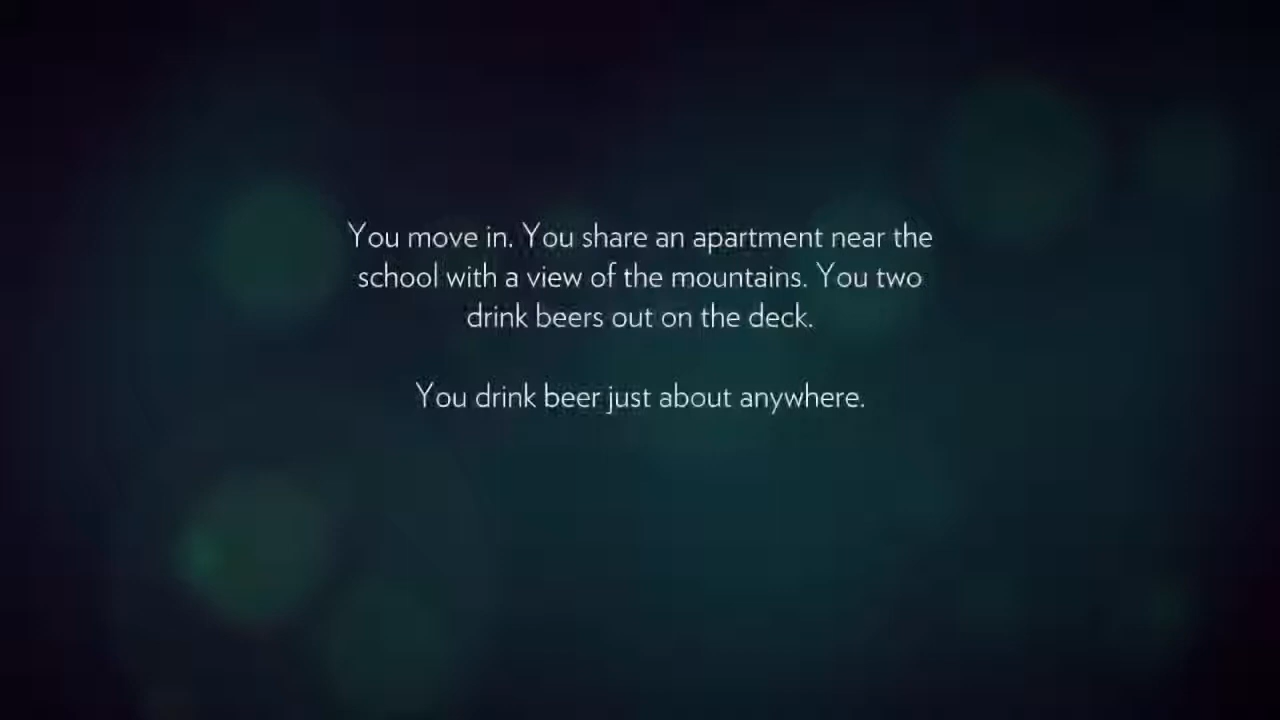 You move in. You share an apartment near the
school with a view of the mountains. You two
drink beers out on the deck.
You drink beer just about anywhere.